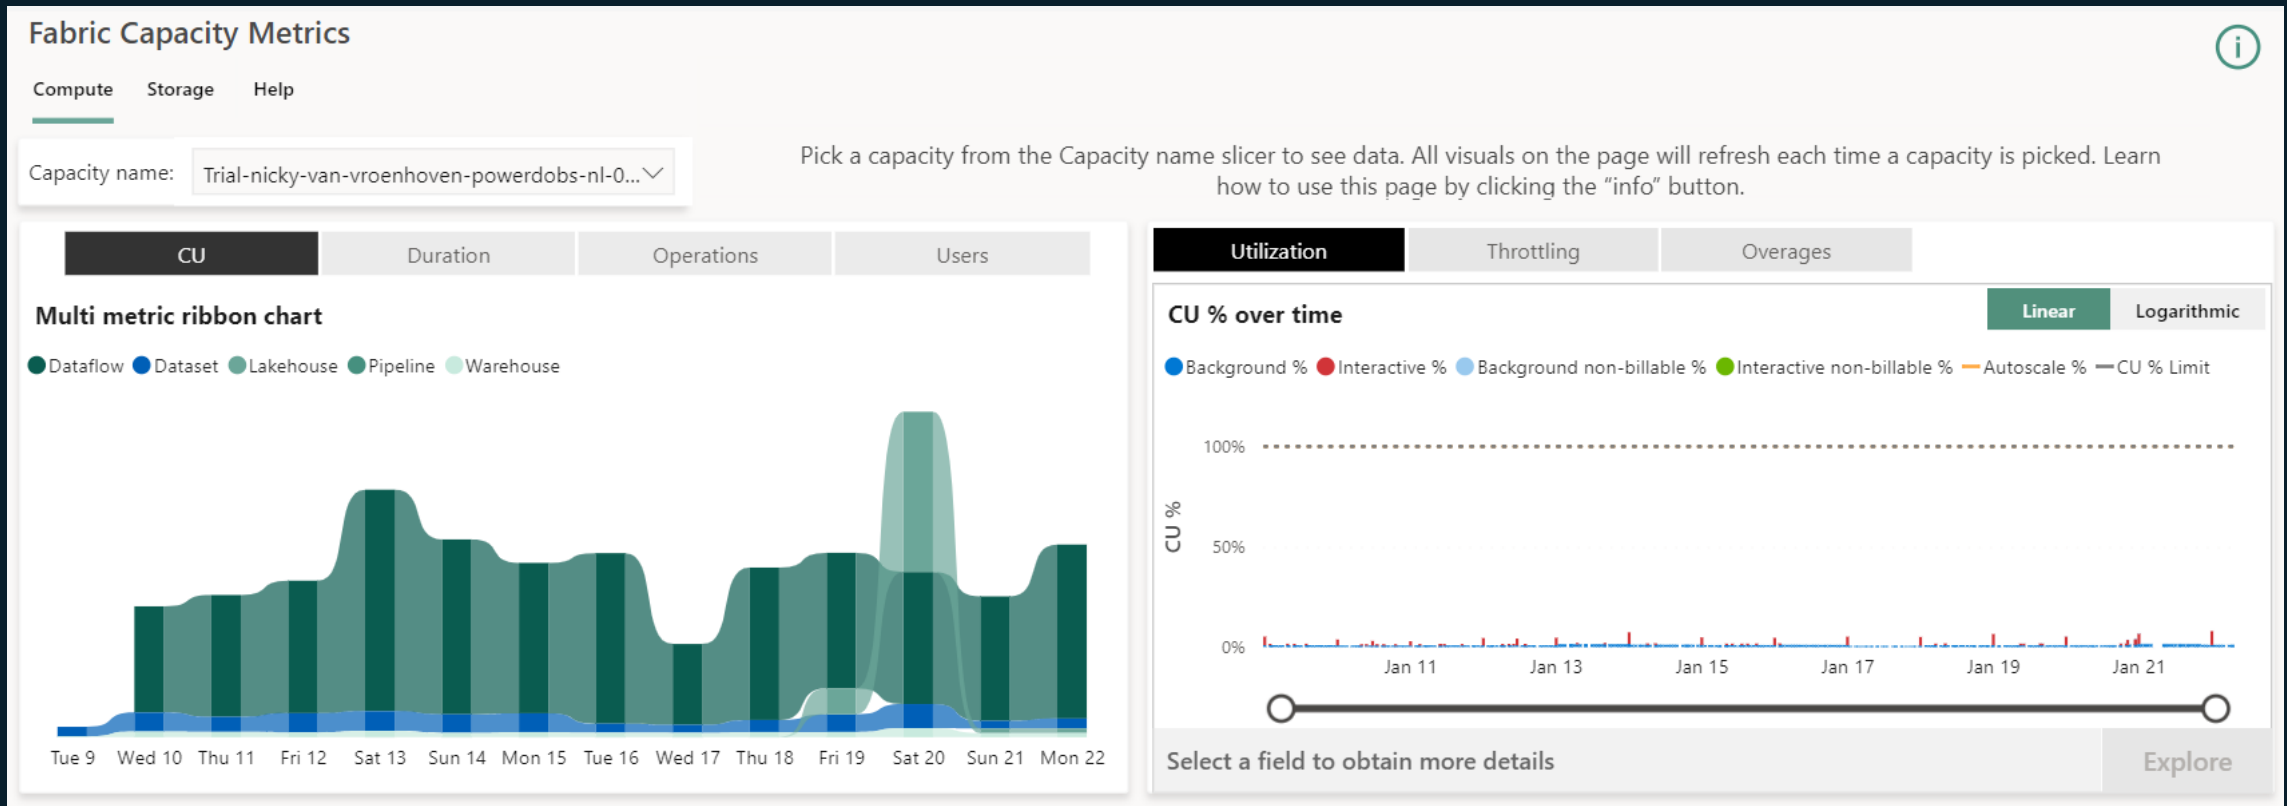 Fabric Capacity Metrics
Compute Storage Help
Capacity name: Trial-nicky-van-vroenhoven-powerdobs-nl-0...
Pick a capacity from the Capacity name slicer to see data. All visuals on the page will refresh each time a capacity is picked. Learn
how to use this page by clicking the “info” button.
CU Duration Operations Users
Multi metric ribbon chart
Dataflow Dataset Lakehouse Pipeline Warehouse
Tue 9 Wed 10 Thu 11 Fri 12 Sat 13 Sun 14 Mon 15 Tue 16 Wed 17 Thu 18 Fri 19 Sat 20 Sun 21 Mon 22
Utilization Throttling Overages
CU % over time
Linear Logarithmic
Background % Interactive % Background non-billable % Interactive non-billable % Autoscale % CU % Limit
100%
CU %
50%
0%
Jan 11 Jan 13 Jan 15 Jan 17 Jan 19 Jan 21
Select a field to obtain more details
Explore